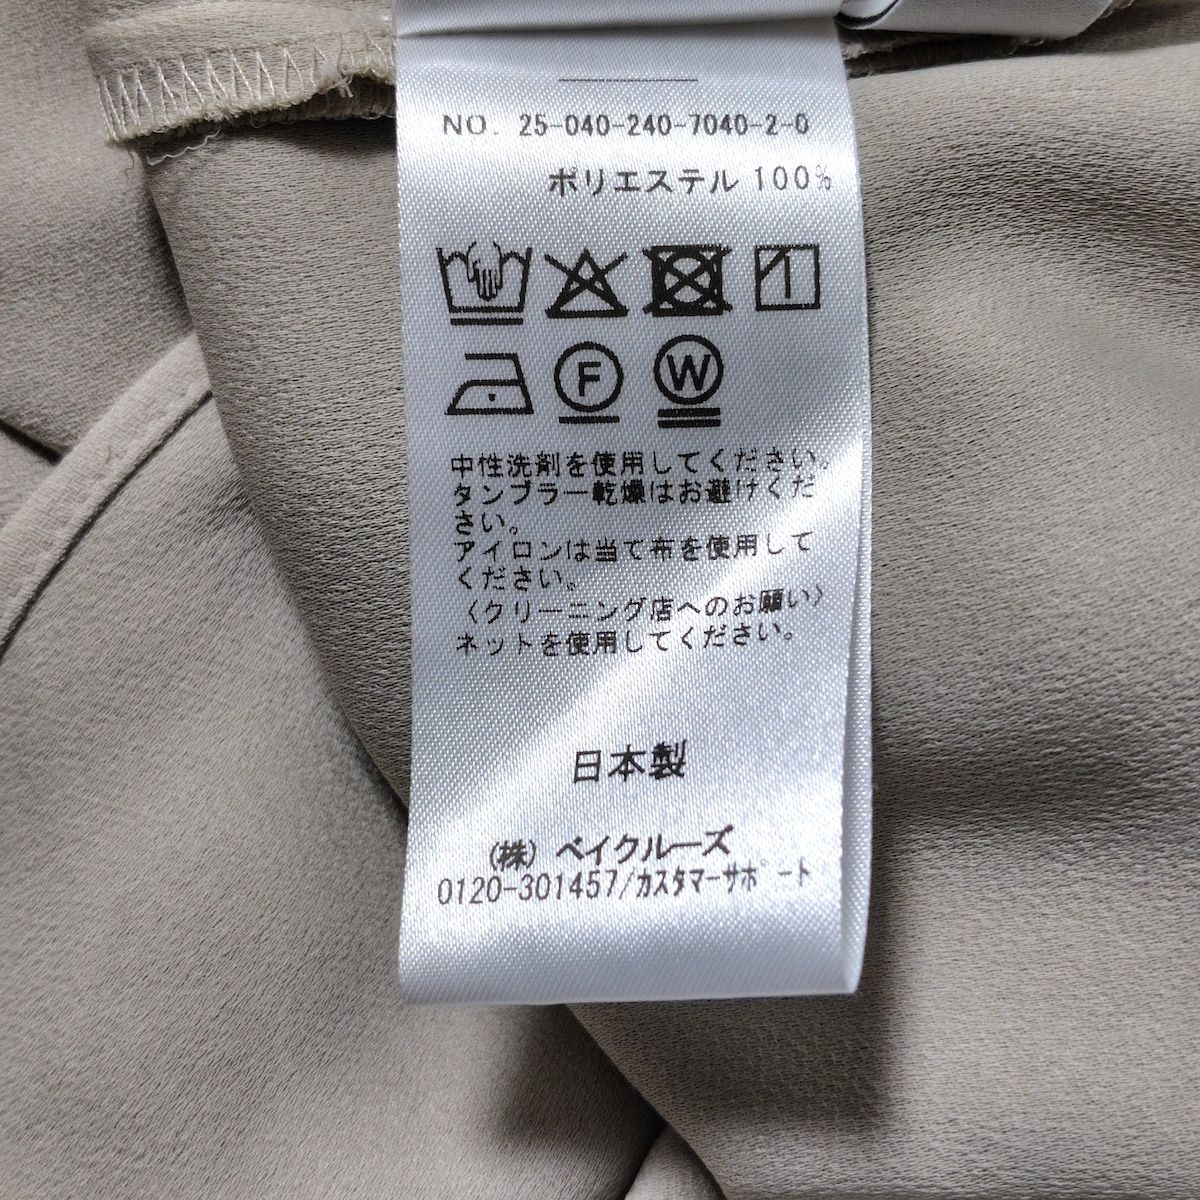 NO. 25-040-240-7040-2-0
ポリエステル 100%
F W
中性洗剤を使用してください。
タンブラー乾燥はお避けくだ
さい。
アイロンは当て布を使用して
ください。
〈クリーニング店へのお願い〉
ネットを使用してください。
日本製
(株) ベイクルーズ
0120-301457/カスタマーサポート